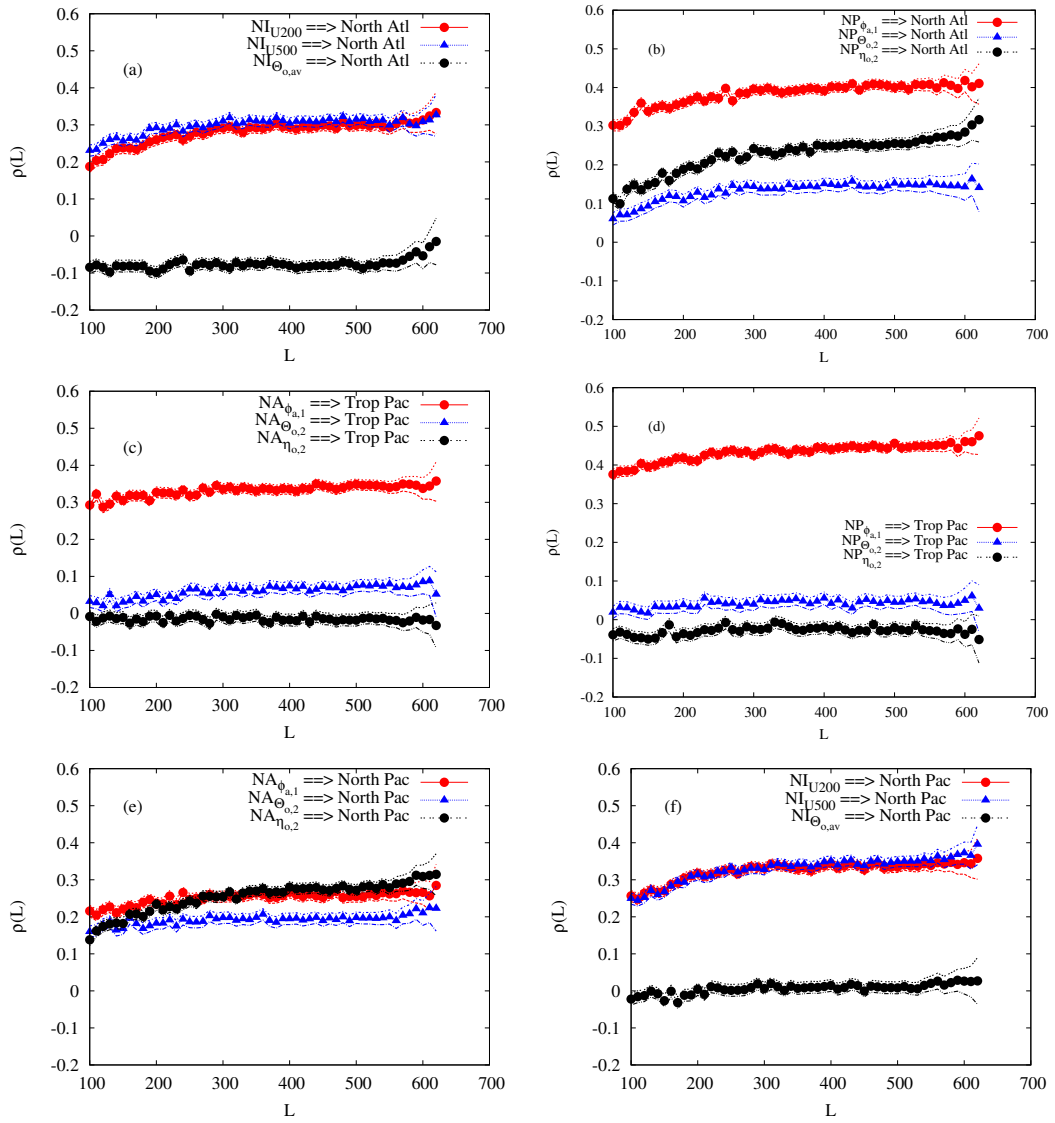 0.6
0.5
0.4
0.3
0.2
0.1
0
-0.1
-0.2
100 200 300 400 500 600 700
L
ρ(L)
(a)
NI_U200 ==> North Atl
NI_U500 ==> North Atl
NI_Θo,av ==> North Atl
0.6
0.5
0.4
0.3
0.2
0.1
0
-0.1
-0.2
100 200 300 400 500 600 700
L
ρ(L)
(b)
NP_ϕa,1 ==> North Atl
NP_Θo,2 ==> North Atl
NP_ηo,2 ==> North Atl
0.6
0.5
0.4
0.3
0.2
0.1
0
-0.1
-0.2
100 200 300 400 500 600 700
L
ρ(L)
(c)
NA_ϕa,1 ==> Trop Pac
NA_Θo,2 ==> Trop Pac
NA_ηo,2 ==> Trop Pac
0.6
0.5
0.4
0.3
0.2
0.1
0
-0.1
-0.2
100 200 300 400 500 600 700
L
ρ(L)
(d)
NP_ϕa,1 ==> Trop Pac
NP_Θo,2 ==> Trop Pac
NP_ηo,2 ==> Trop Pac
0.6
0.5
0.4
0.3
0.2
0.1
0
-0.1
-0.2
100 200 300 400 500 600 700
L
ρ(L)
(e)
NA_ϕa,1 ==> North Pac
NA_Θo,2 ==> North Pac
NA_ηo,2 ==> North Pac
0.6
0.5
0.4
0.3
0.2
0.1
0
-0.1
-0.2
100 200 300 400 500 600 700
L
ρ(L)
(f)
NI_U200 ==> North Pac
NI_U500 ==> North Pac
NI_Θo,av ==> North Pac